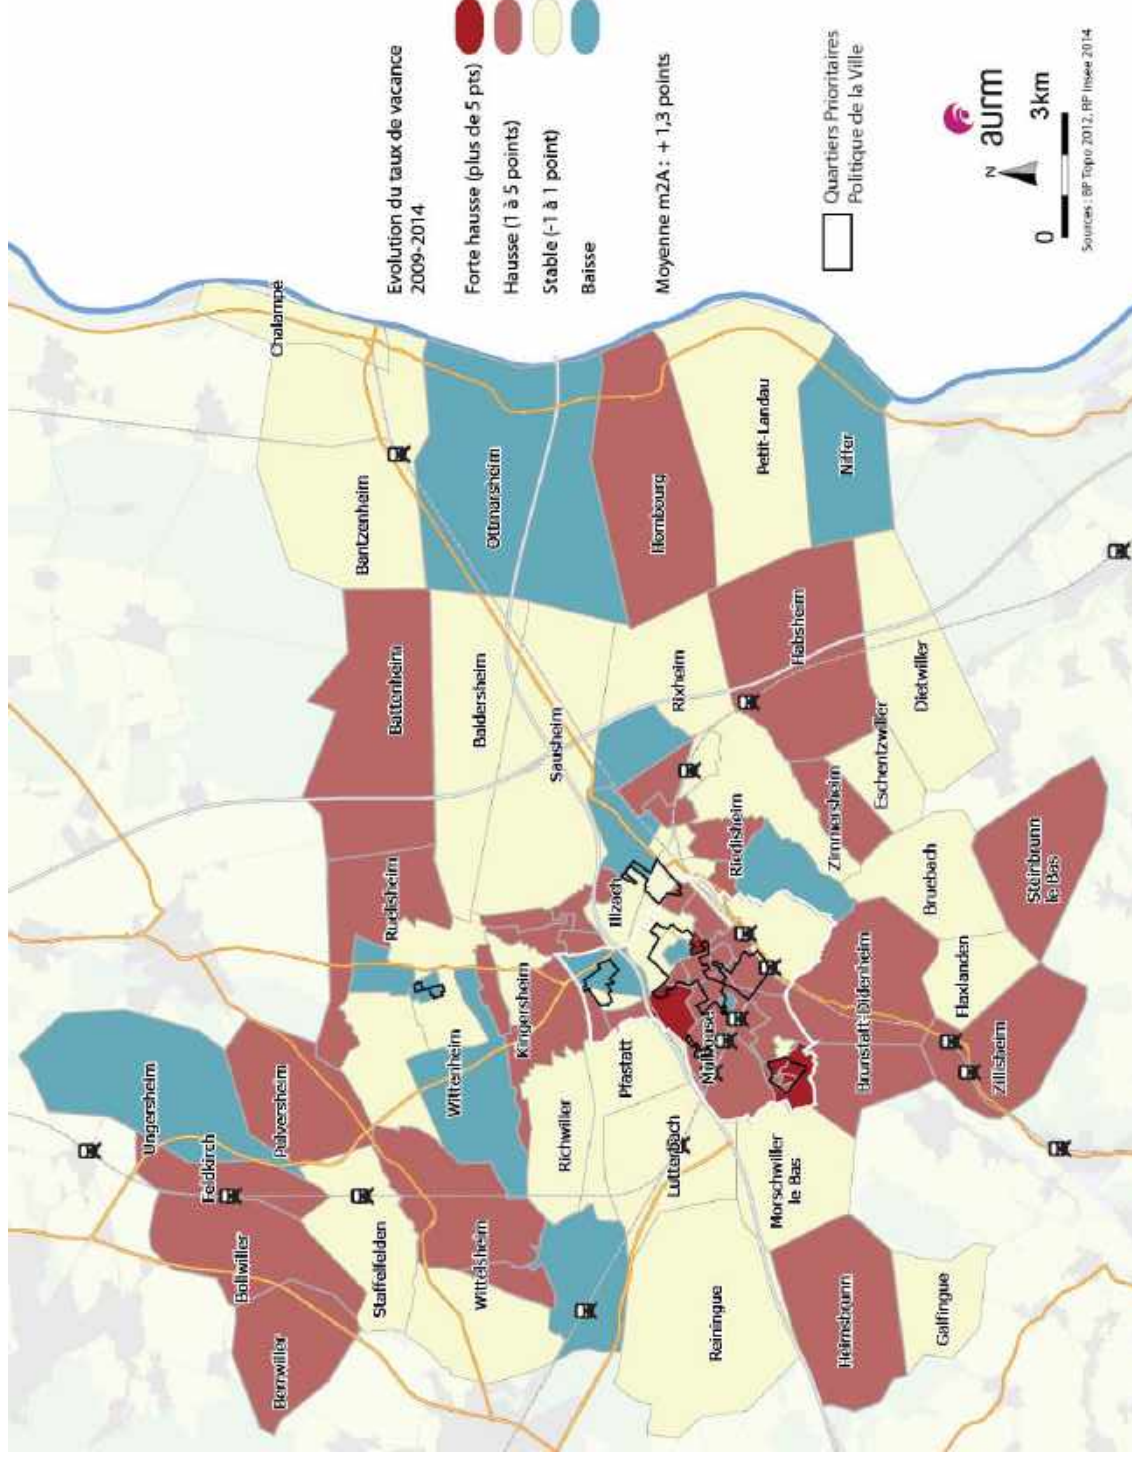 Evolution du taux de vacance
2009-2014
Forte hausse (plus de 5 pts)
Hausse (1 à 5 points)
Stable (-1 à 1 point)
Baisse
Moyenne m2A : + 1,3 points
Quartiers Prioritaires
Politique de la Ville
N
aurm
0
3km
Sources : BP Topo 2012, RP Insee 2014
Ungersheim
Feldkirch
Bollwiller
Berrwiller
Pulversheim
Staffelfelden
Wittelsheim
Wittenheim
Ruelisheim
Battenheim
Bantzenheim
Chalampé
Baldersheim
Ottmarsheim
Sausheim
Kingersheim
Richwiller
Pfastatt
Illzach
Rixheim
Hombourg
Petit-Landau
Niffer
Habsheim
Lutterbach
Mulhouse
Riedisheim
Zimmersheim
Eschentzwiller
Dietwiller
Reiningue
Morschwiller
le Bas
Brunstatt-Didenheim
Bruebach
Flaxlanden
Steinbrunn
le Bas
Zillisheim
Heimsbrunn
Galfingue